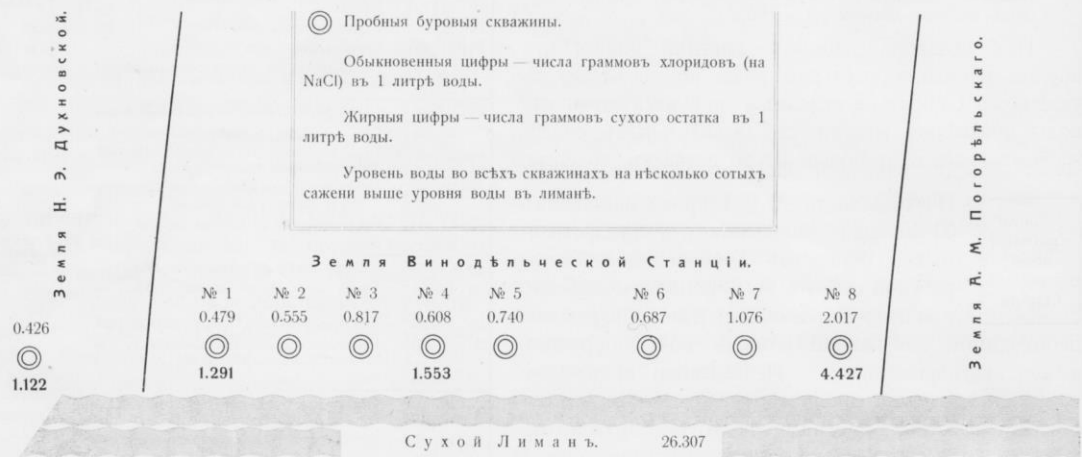 Земля Н. Э. Духновской.
Пробныя буровыя скважины.
Обыкновенныя цифры — числа граммовъ хлоридовъ (на
NaCl) въ 1 литрѣ воды.
Жирныя цифры — числа граммовъ сухого остатка въ 1
литрѣ воды.
Уровень воды во всѣхъ скважинахъ на нѣсколько сотыхъ
сажени выше уровня воды въ лиманѣ.
Земля А. М. Погорѣльскаго.
Земля Винодѣльческой Станціи.
№ 1 № 2 № 3 № 4 № 5 № 6 № 7 № 8
0.426 0.479 0.555 0.817 0.608 0.740 0.687 1.076 2.017
1.122 1.291 1.553 4.427
Сухой Лиманъ. 26.307